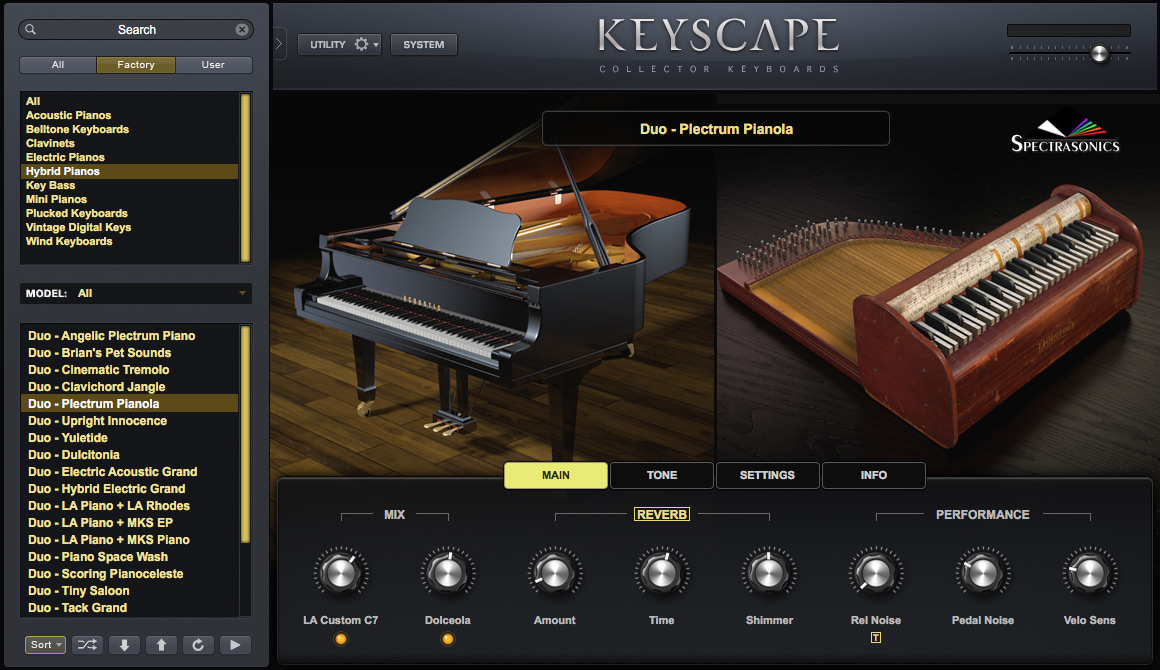 Search
All
Factory
User
All
Acoustic Pianos
Belltone Keyboards
Clavinets
Electric Pianos
Hybrid Pianos
Key Bass
Mini Pianos
Plucked Keyboards
Vintage Digital Keys
Wind Keyboards
MODEL: All
Duo - Angelic Plectrum Piano
Duo - Brian's Pet Sounds
Duo - Cinematic Tremolo
Duo - Clavichord Jangle
Duo - Plectrum Pianola
Duo - Upright Innocence
Duo - Yuletide
Duo - Dulcitonia
Duo - Electric Acoustic Grand
Duo - Hybrid Electric Grand
Duo - LA Piano + LA Rhodes
Duo - LA Piano + MKS EP
Duo - LA Piano + MKS Piano
Duo - Piano Space Wash
Duo - Scoring Pianoceleste
Duo - Tiny Saloon
Duo - Tack Grand
Sort
UTILITY
SYSTEM
KEYSCAPE
COLLECTOR KEYBOARDS
Duo - Plectrum Pianola
SPECTRASONICS
MAIN
TONE
SETTINGS
INFO
MIX
REVERB
PERFORMANCE
LA Custom C7
Dolceola
Amount
Time
Shimmer
Rel Noise
Pedal Noise
Velo Sens
T